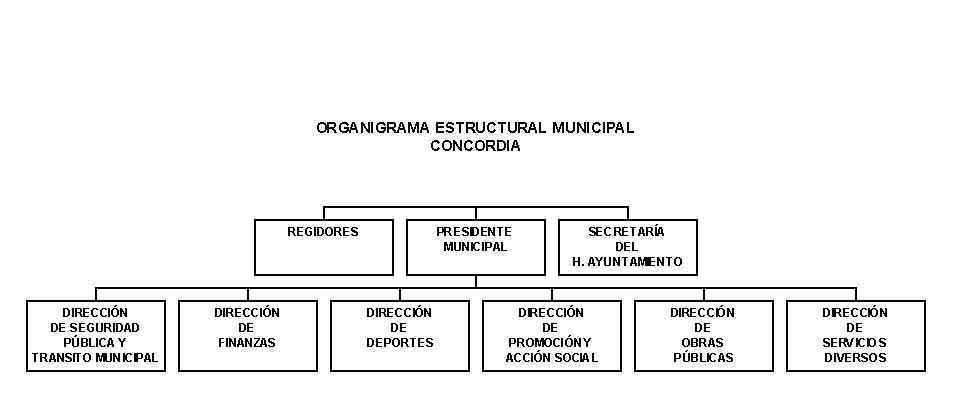 ORGANIGRAMA ESTRUCTURAL MUNICIPAL
CONCORDIA
REGIDORES
PRESIDENTE
MUNICIPAL
SECRETARÍA
DEL
H. AYUNTAMIENTO
DIRECCIÓN
DE SEGURIDAD
PÚBLICA Y
TRANSITO MUNICIPAL
DIRECCIÓN
DE
FINANZAS
DIRECCIÓN
DE
DEPORTES
DIRECCIÓN
DE
PROMOCIÓN Y
ACCIÓN SOCIAL
DIRECCIÓN
DE
OBRAS
PÚBLICAS
DIRECCIÓN
DE
SERVICIOS
DIVERSOS